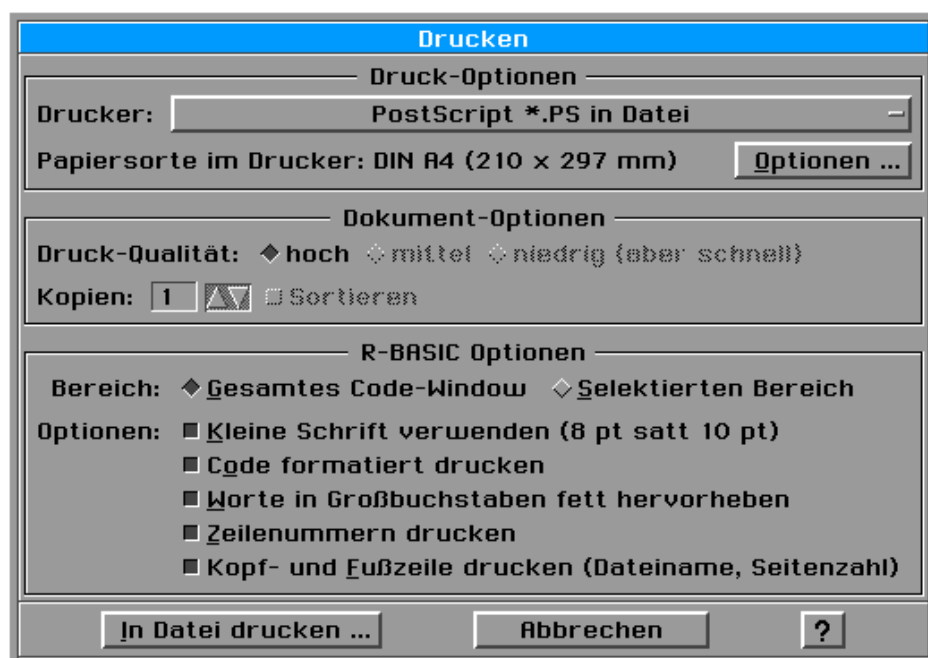 Drucken
Druck-Optionen
Drucker: PostScript *.PS in Datei
Papiersorte im Drucker: DIN A4 (210 x 297 mm) Optionen ...
Dokument-Optionen
Druck-Qualität: hoch mittel niedrig (aber schnell)
Kopien: 1 Sortieren
R-BASIC Optionen
Bereich: Gesamtes Code-Window Selektierten Bereich
Optionen: Kleine Schrift verwenden (8 pt satt 10 pt)
Code formatiert drucken
Worte in Großbuchstaben fett hervorheben
Zeilennummern drucken
Kopf- und Fußzeile drucken (Dateiname, Seitenzahl)
In Datei drucken ... Abbrechen ?